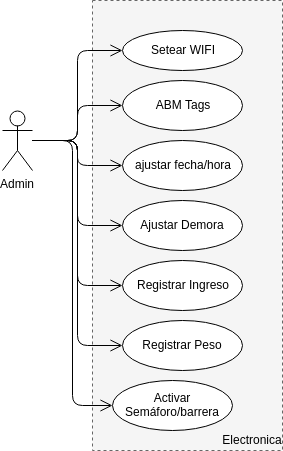 Setear WIFI
ABM Tags
Admin
ajustar fecha/hora
Ajustar Demora
Registrar Ingreso
Registrar Peso
Activar
Semáforo/barrera
Electronica